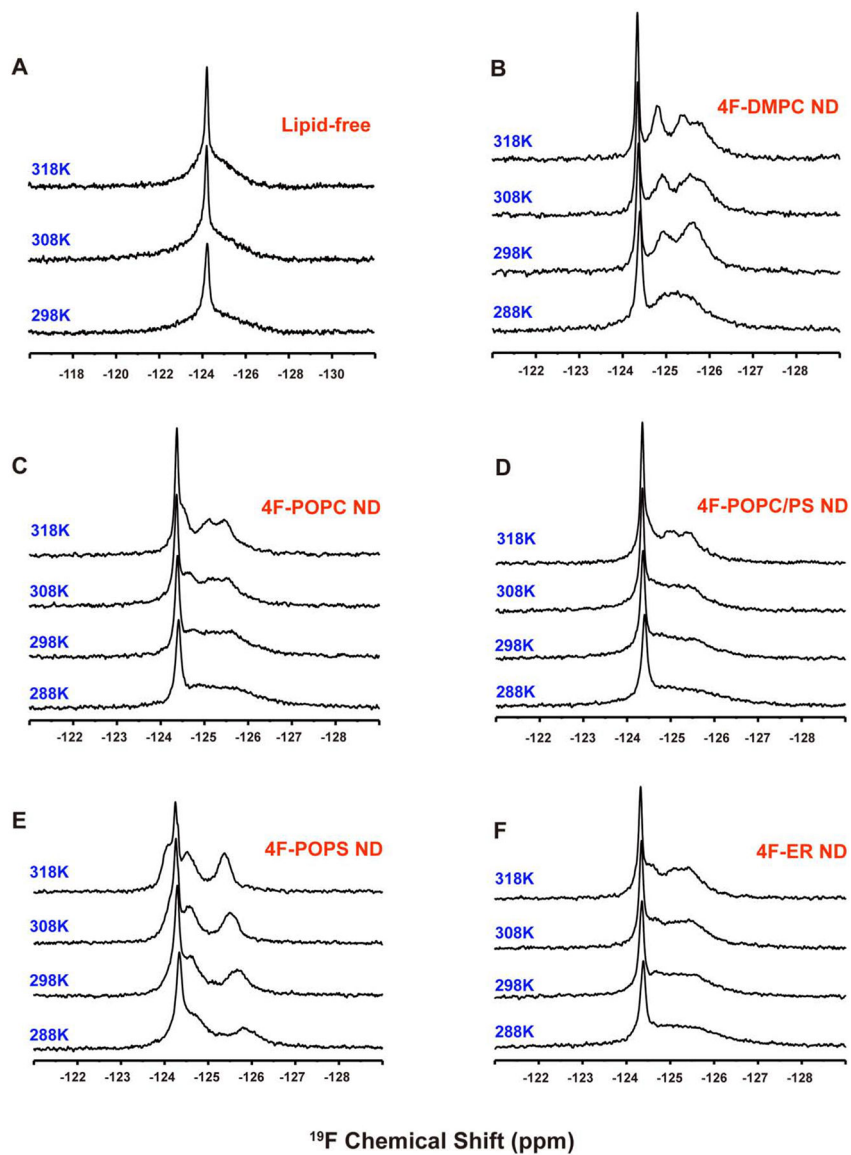 A
Lipid-free
318K
308K
298K
-118 -120 -122 -124 -126 -128 -130
B
4F-DMPC ND
318K
308K
298K
288K
-122 -123 -124 -125 -126 -127 -128
C
4F-POPC ND
318K
308K
298K
288K
-122 -123 -124 -125 -126 -127 -128
D
4F-POPC/PS ND
318K
308K
298K
288K
-122 -123 -124 -125 -126 -127 -128
E
4F-POPS ND
318K
308K
298K
288K
-122 -123 -124 -125 -126 -127 -128
F
4F-ER ND
318K
308K
298K
288K
-122 -123 -124 -125 -126 -127 -128
¹⁹F Chemical Shift (ppm)